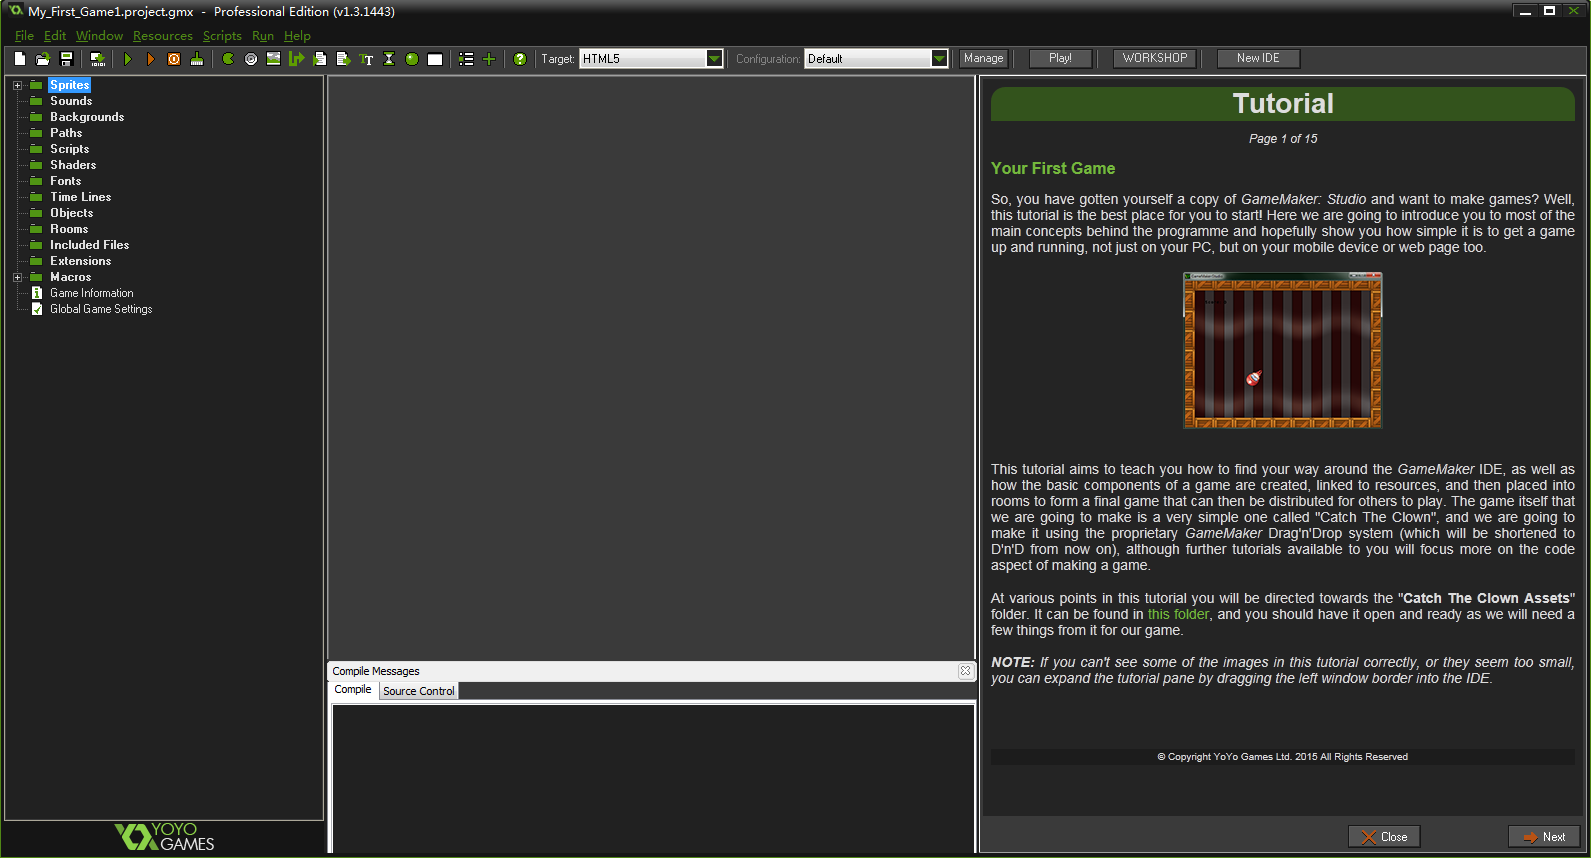 My_First_Game1.project.gmx - Professional Edition (v1.3.1443)
File Edit Window Resources Scripts Run Help
Target: HTML5 Configuration: Default Manage Play! WORKSHOP New IDE
Sprites
Sounds
Backgrounds
Paths
Scripts
Shaders
Fonts
Time Lines
Objects
Rooms
Included Files
Extensions
Macros
Game Information
Global Game Settings
YOYO
GAMES
Compile Messages
Compile Source Control
Tutorial
Page 1 of 15
Your First Game
So, you have gotten yourself a copy of GameMaker: Studio and want to make games? Well,
this tutorial is the best place for you to start! Here we are going to introduce you to most of the
main concepts behind the programme and hopefully show you how simple it is to get a game
up and running, not just on your PC, but on your mobile device or web page too.
This tutorial aims to teach you how to find your way around the GameMaker IDE, as well as
how the basic components of a game are created, linked to resources, and then placed into
rooms to form a final game that can then be distributed for others to play. The game itself that
we are going to make is a very simple one called "Catch The Clown", and we are going to
make it using the proprietary GameMaker Drag'n'Drop system (which will be shortened to
D'n'D from now on), although further tutorials available to you will focus more on the code
aspect of making a game.
At various points in this tutorial you will be directed towards the "Catch The Clown Assets"
folder. It can be found in this folder, and you should have it open and ready as we will need a
few things from it for our game.
NOTE: If you can't see some of the images in this tutorial correctly, or they seem too small,
you can expand the tutorial pane by dragging the left window border into the IDE.
© Copyright YoYo Games Ltd. 2015 All Rights Reserved
Close Next